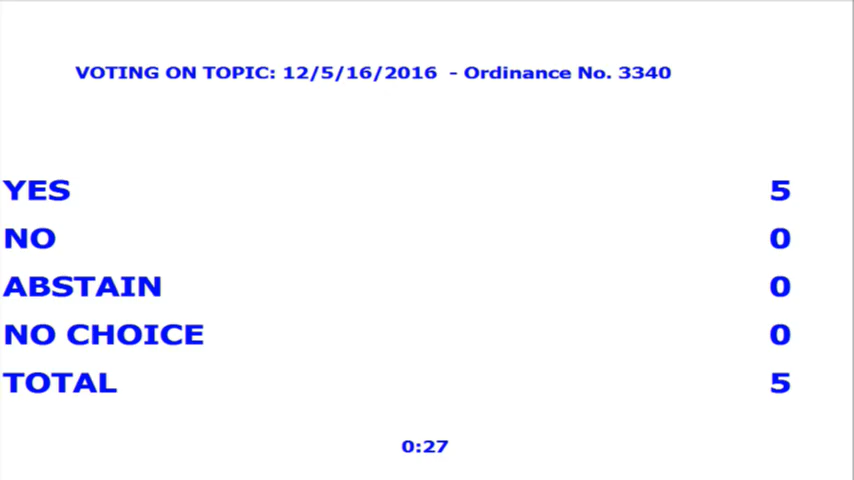 VOTING ON TOPIC: 12/5/16/2016 - Ordinance No. 3340
YES 5
NO 0
ABSTAIN 0
NO CHOICE 0
TOTAL 5
0:27